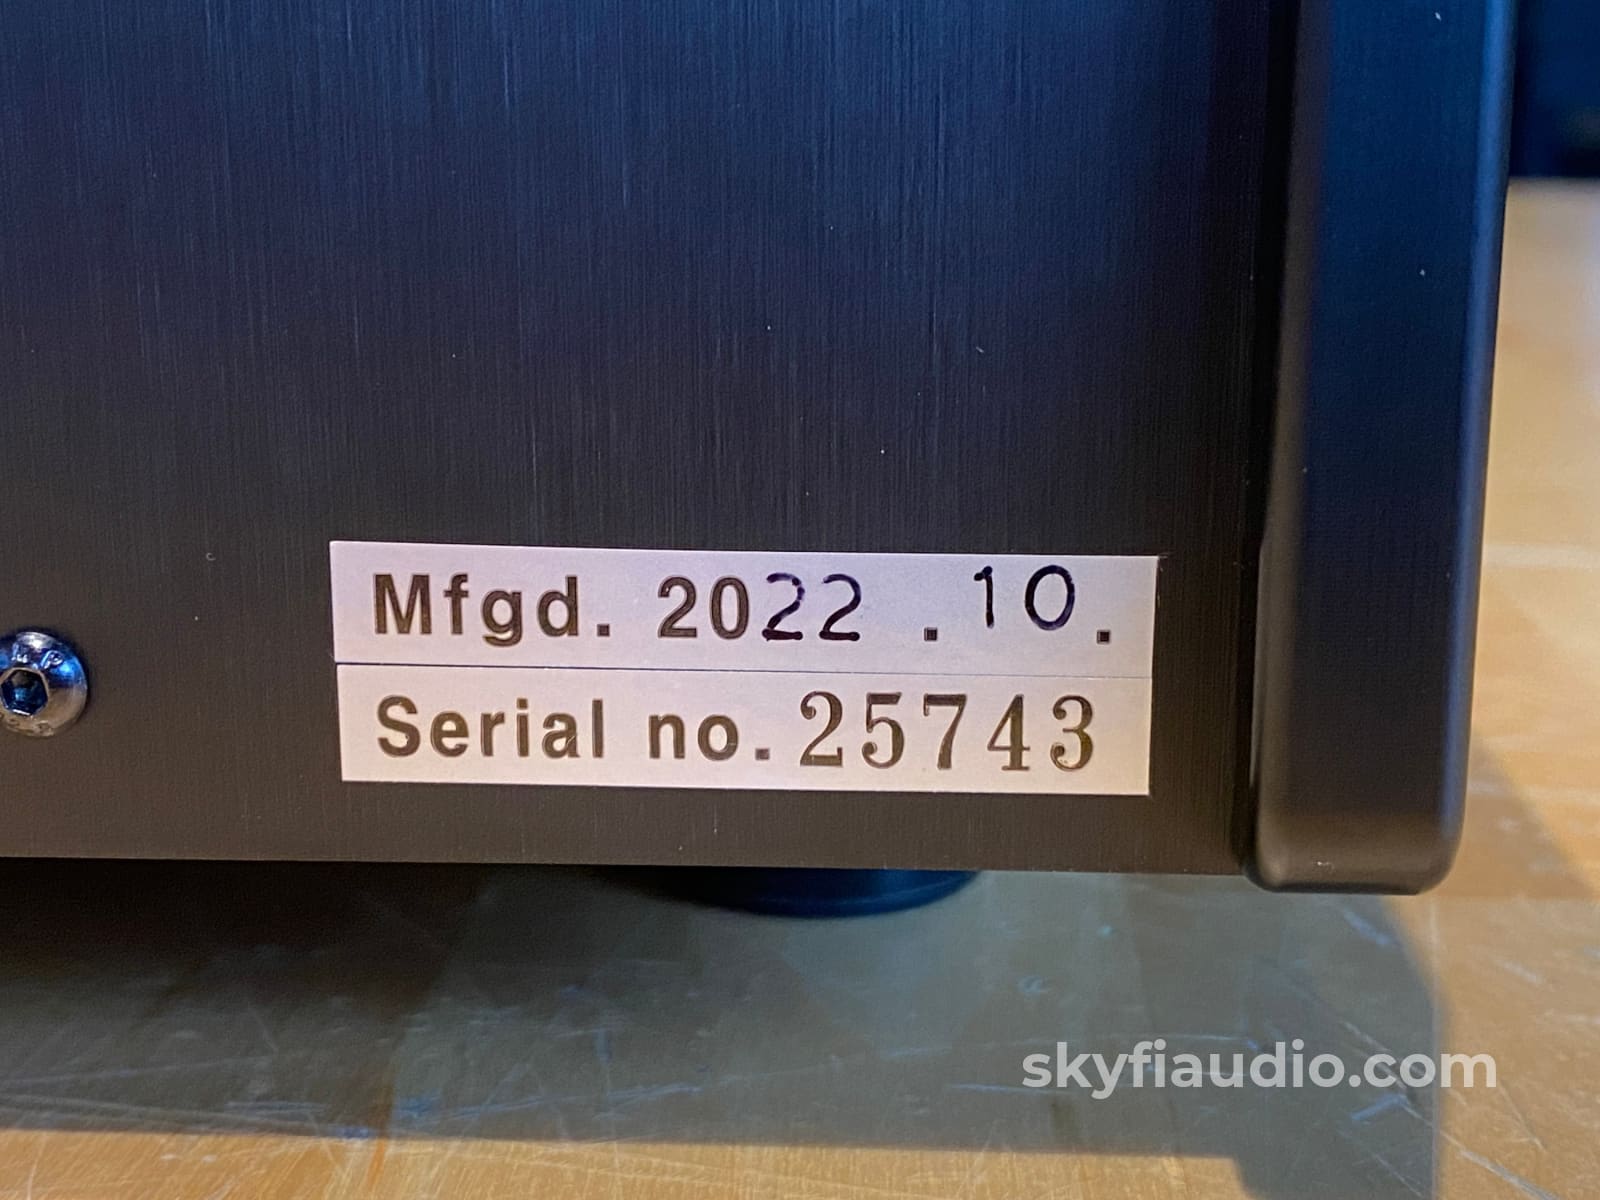 Mfgd. 2022 .10.
Serial no. 25743
skyfiaudio.com